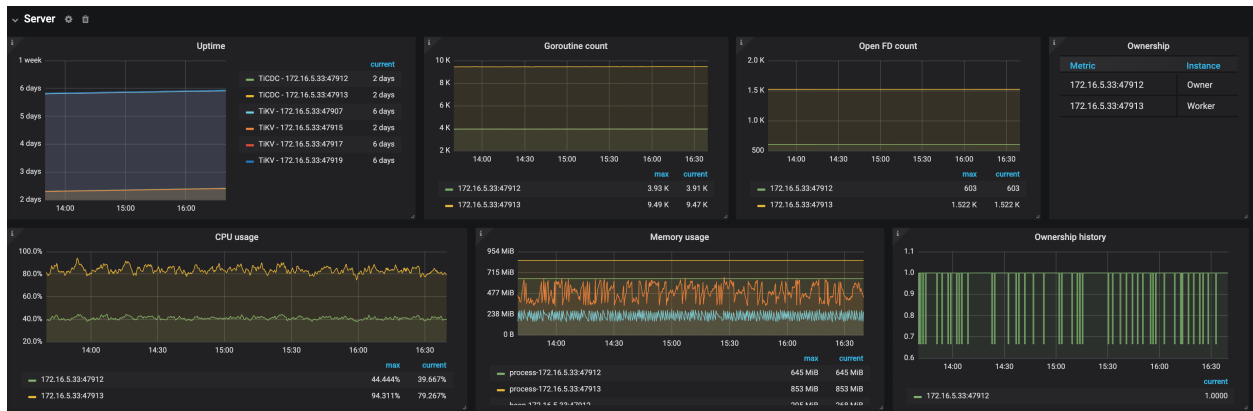 Server
Uptime
1 week
6 days
5 days
4 days
3 days
2 days
14:00 15:00 16:00
current
TiCDC - 172.16.5.33:47912 2 days
TiCDC - 172.16.5.33:47913 2 days
TiKV - 172.16.5.33:47907 6 days
TiKV - 172.16.5.33:47915 2 days
TiKV - 172.16.5.33:47917 6 days
TiKV - 172.16.5.33:47919 6 days
Goroutine count
10 K
8 K
6 K
4 K
2 K
14:00 14:30 15:00 15:30 16:00 16:30
max current
172.16.5.33:47912 3.93 K 3.91 K
172.16.5.33:47913 9.49 K 9.47 K
Open FD count
2.0 K
1.5 K
1.0 K
500
14:00 14:30 15:00 15:30 16:00 16:30
max current
172.16.5.33:47912 603 603
172.16.5.33:47913 1.522 K 1.522 K
Ownership
Metric Instance
172.16.5.33:47912 Owner
172.16.5.33:47913 Worker
CPU usage
100.0%
80.0%
60.0%
40.0%
20.0%
14:00 14:30 15:00 15:30 16:00 16:30
max current
172.16.5.33:47912 44.444% 39.667%
172.16.5.33:47913 94.311% 79.267%
Memory usage
954 MiB
715 MiB
477 MiB
238 MiB
0 B
14:00 14:30 15:00 15:30 16:00 16:30
max current
process-172.16.5.33:47912 645 MiB 645 MiB
process-172.16.5.33:47913 853 MiB 853 MiB
Ownership history
1.1
1.0
0.9
0.8
0.7
0.6
14:00 14:30 15:00 15:30 16:00 16:30
current
172.16.5.33:47912 1.0000